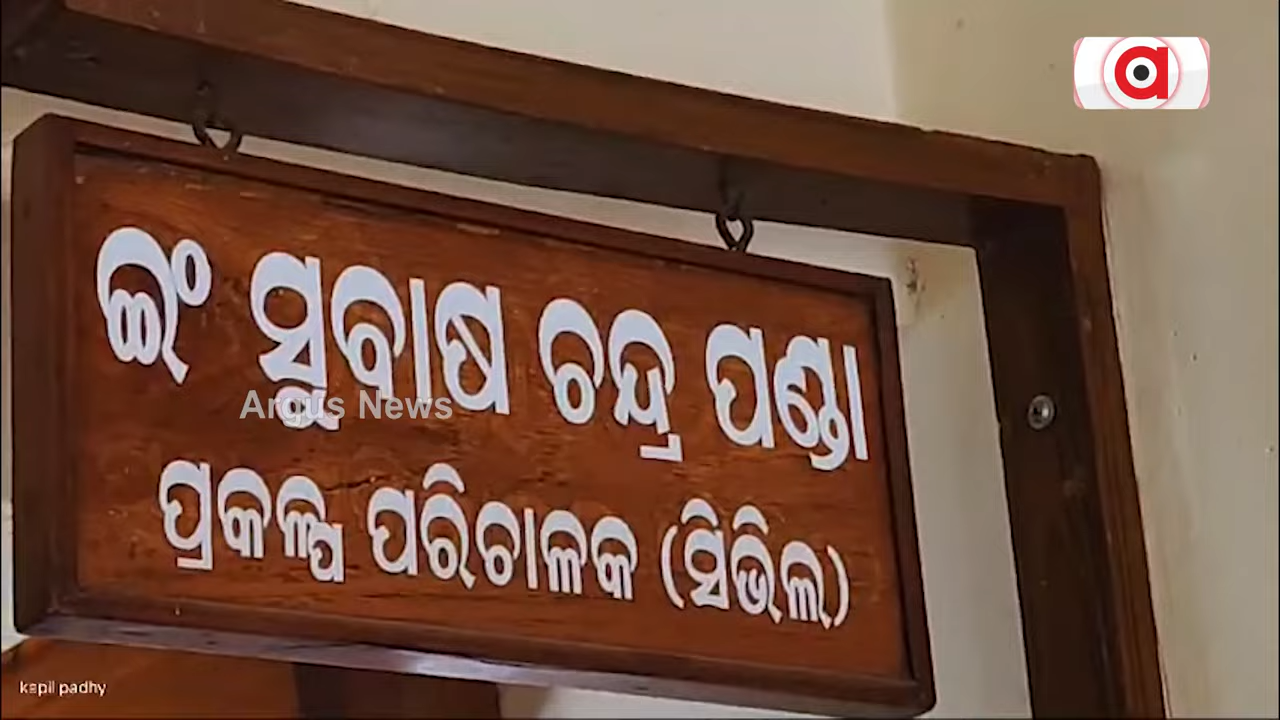 a
ଇଂ ସୁବାଷ ଚନ୍ଦ୍ର ପଣ୍ଡା
Argus News
ପ୍ରକଳ୍ପ ପରିଚାଳକ (ସିଭିଲ)
kapil padhy